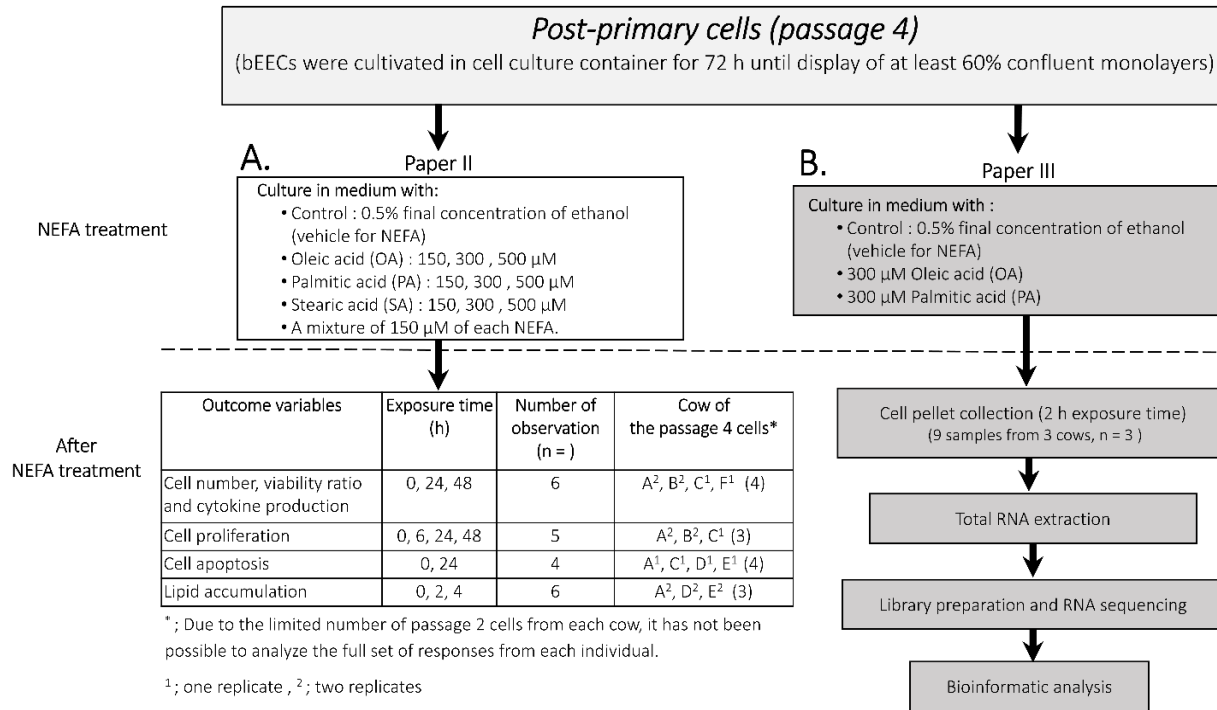 Post-primary cells (passage 4)
(bEECs were cultivated in cell culture container for 72 h until display of at least 60% confluent monolayers)
A.
Paper II
NEFA treatment
Culture in medium with:
• Control : 0.5% final concentration of ethanol
(vehicle for NEFA)
• Oleic acid (OA) : 150, 300 , 500 µM
• Palmitic acid (PA) : 150, 300 , 500 µM
• Stearic acid (SA) : 150, 300 , 500 µM
• A mixture of 150 µM of each NEFA.
B.
Paper III
Culture in medium with :
• Control : 0.5% final concentration of ethanol
(vehicle for NEFA)
• 300 µM Oleic acid (OA)
• 300 µM Palmitic acid (PA)
After
NEFA treatment
Outcome variables
Exposure time
(h)
Number of
observation
(n = )
Cow of
the passage 4 cells*
Cell number, viability ratio
and cytokine production
0, 24, 48
6
A², B², C¹, F¹ (4)
Cell proliferation
0, 6, 24, 48
5
A², B², C¹ (3)
Cell apoptosis
0, 24
4
A¹, C¹, D¹, E¹ (4)
Lipid accumulation
0, 2, 4
6
A², D², E² (3)
* ; Due to the limited number of passage 2 cells from each cow, it has not been
possible to analyze the full set of responses from each individual.
¹ ; one replicate , ² ; two replicates
Cell pellet collection (2 h exposure time)
(9 samples from 3 cows, n = 3 )
Total RNA extraction
Library preparation and RNA sequencing
Bioinformatic analysis